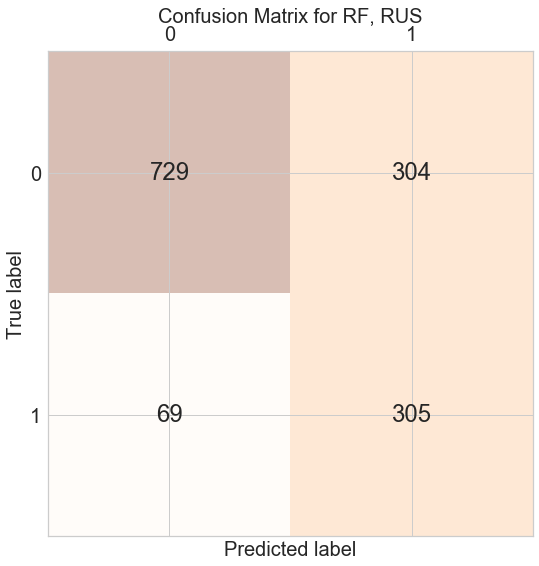 Confusion Matrix for RF, RUS
0 1
0 729 304
1 69 305
True label
Predicted label